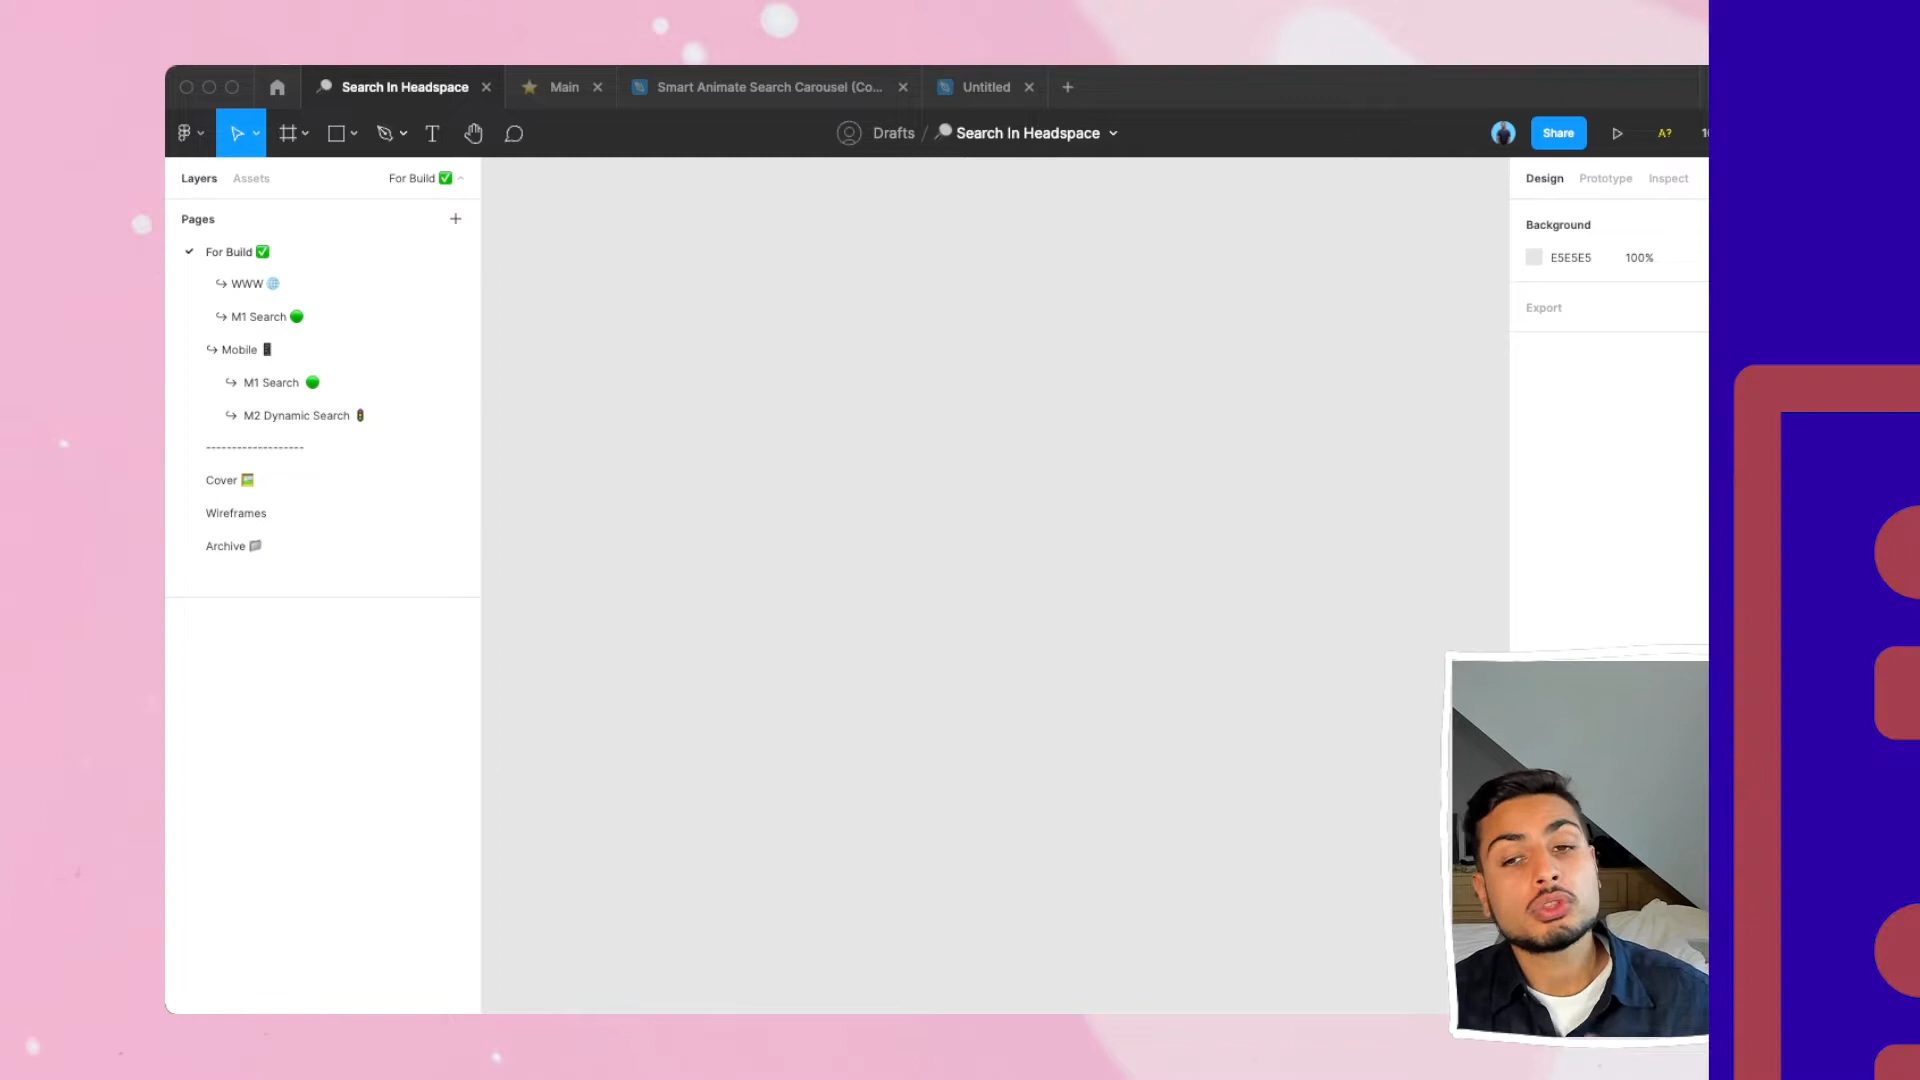 Search In Headspace
Main
Smart Animate Search Carousel (Co...
Untitled
Drafts / Search In Headspace
Share
A?
Layers
Assets
For Build ✅
Design
Prototype
Inspect
Pages
For Build ✅
↪ WWW 🌐
↪ M1 Search 🟢
↪ Mobile 📱
↪ M1 Search 🟢
↪ M2 Dynamic Search 🚦
-------------------
Cover 🖼️
Wireframes
Archive 📁
Background
E5E5E5 100%
Export